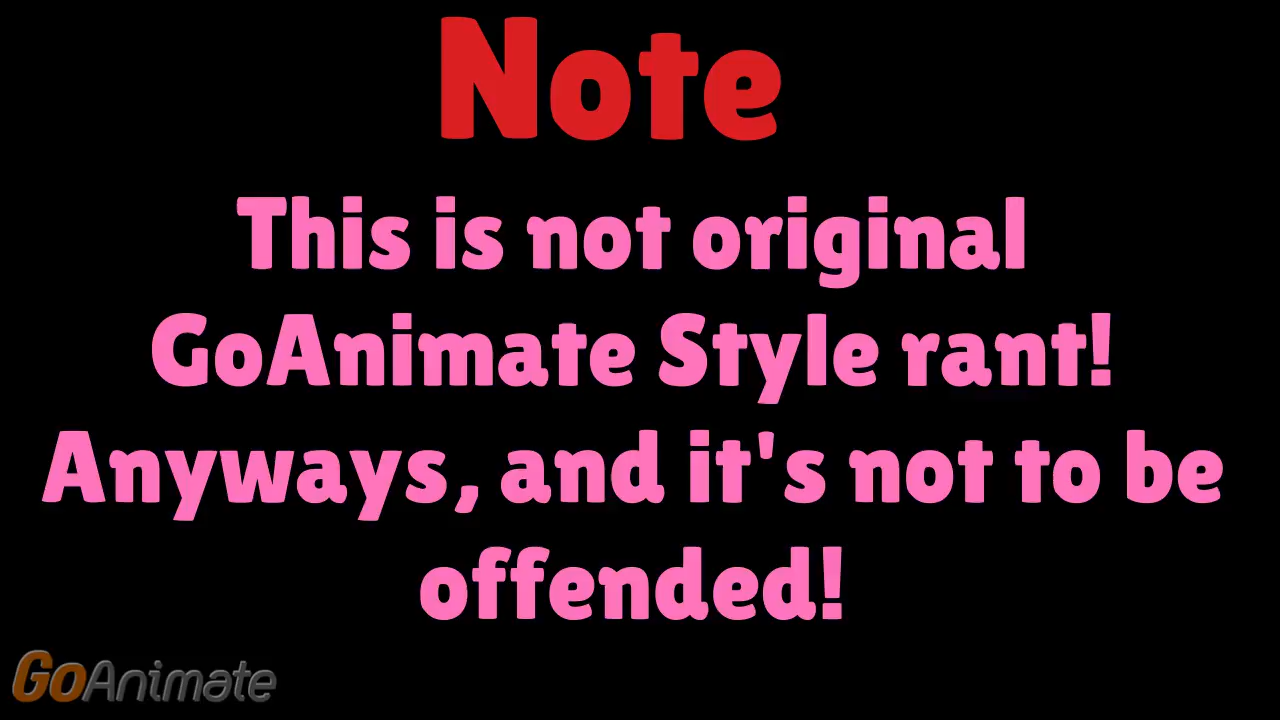 Note
This is not original
GoAnimate Style rant!
Anyways, and it's not to be
offended!
GoAnimate